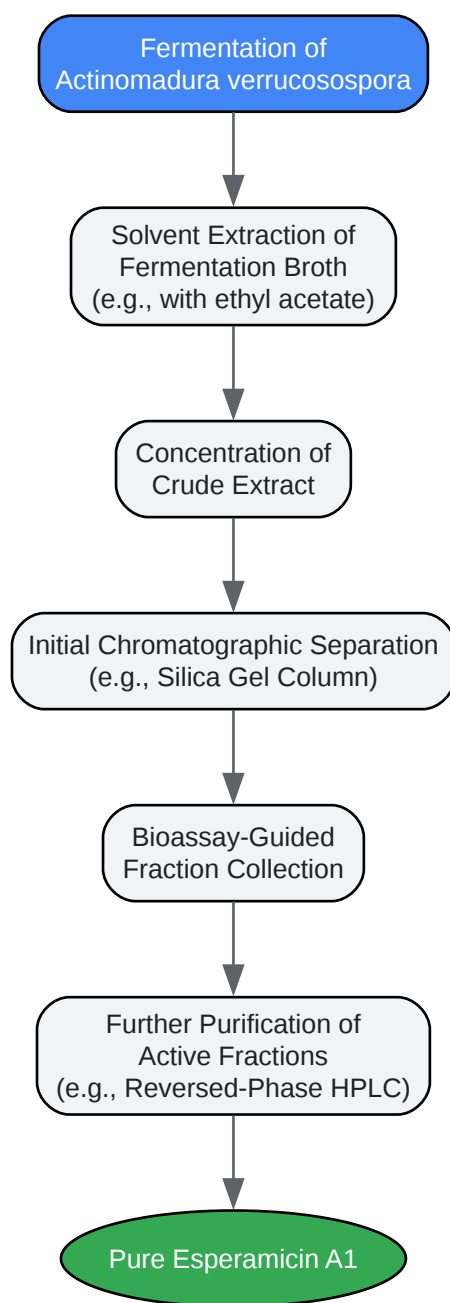 Fermentation of
Actinomadura verrucosospora
Solvent Extraction of
Fermentation Broth
(e.g., with ethyl acetate)
Concentration of
Crude Extract
Initial Chromatographic Separation
(e.g., Silica Gel Column)
Bioassay-Guided
Fraction Collection
Further Purification of
Active Fractions
(e.g., Reversed-Phase HPLC)
Pure Esperamicin A1